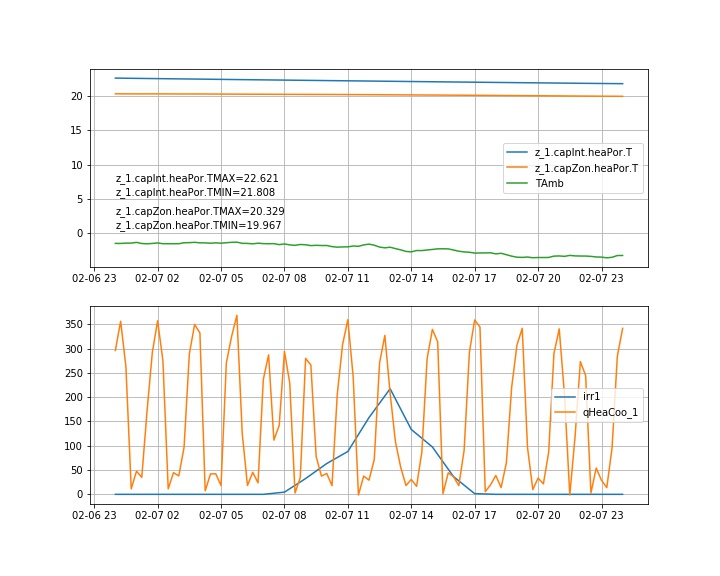 20
15
10
5
0
z_1.capInt.heaPor.T
z_1.capZon.heaPor.T
TAmb
z_1.capInt.heaPor.TMAX=22.621
z_1.capInt.heaPor.TMIN=21.808
z_1.capZon.heaPor.TMAX=20.329
z_1.capZon.heaPor.TMIN=19.967
02-06 23 02-07 02 02-07 05 02-07 08 02-07 11 02-07 14 02-07 17 02-07 20 02-07 23
350
300
250
200
150
100
50
0
irr1
qHeaCoo_1
02-06 23 02-07 02 02-07 05 02-07 08 02-07 11 02-07 14 02-07 17 02-07 20 02-07 23